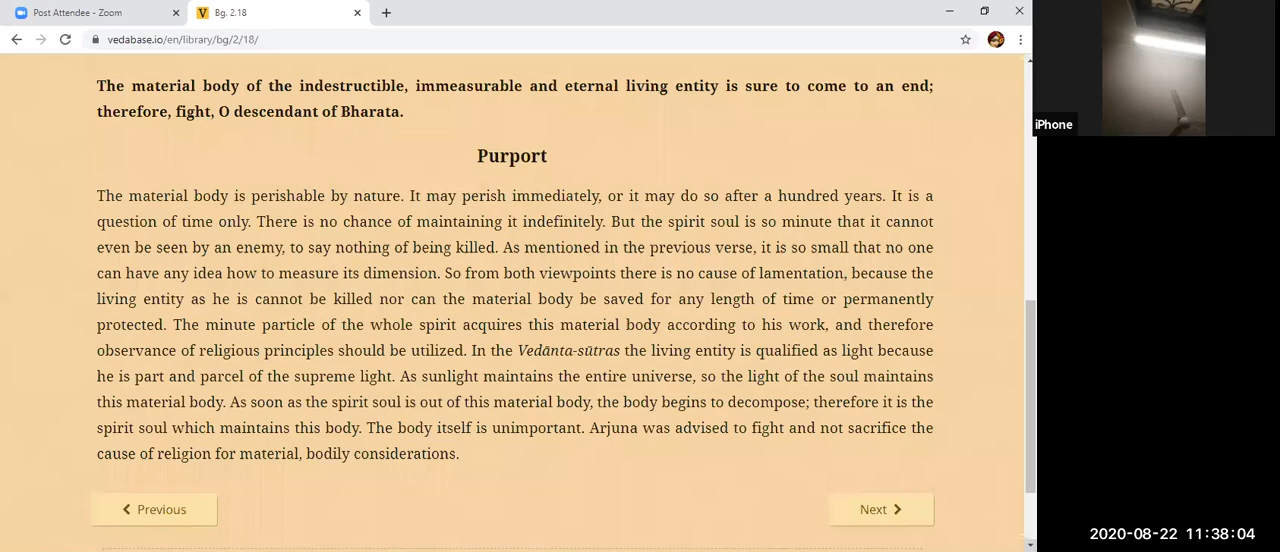 Post Attendee - Zoom
Bg. 2.18
vedabase.io/en/library/bg/2/18/
The material body of the indestructible, immeasurable and eternal living entity is sure to come to an end;
therefore, fight, O descendant of Bharata.
Purport
The material body is perishable by nature. It may perish immediately, or it may do so after a hundred years. It is a
question of time only. There is no chance of maintaining it indefinitely. But the spirit soul is so minute that it cannot
even be seen by an enemy, to say nothing of being killed. As mentioned in the previous verse, it is so small that no one
can have any idea how to measure its dimension. So from both viewpoints there is no cause of lamentation, because the
living entity as he is cannot be killed nor can the material body be saved for any length of time or permanently
protected. The minute particle of the whole spirit acquires this material body according to his work, and therefore
observance of religious principles should be utilized. In the Vedānta-sūtras the living entity is qualified as light because
he is part and parcel of the supreme light. As sunlight maintains the entire universe, so the light of the soul maintains
this material body. As soon as the spirit soul is out of this material body, the body begins to decompose; therefore it is the
spirit soul which maintains this body. The body itself is unimportant. Arjuna was advised to fight and not sacrifice the
cause of religion for material, bodily considerations.
Previous
Next
iPhone
2020-08-22 11:38:04